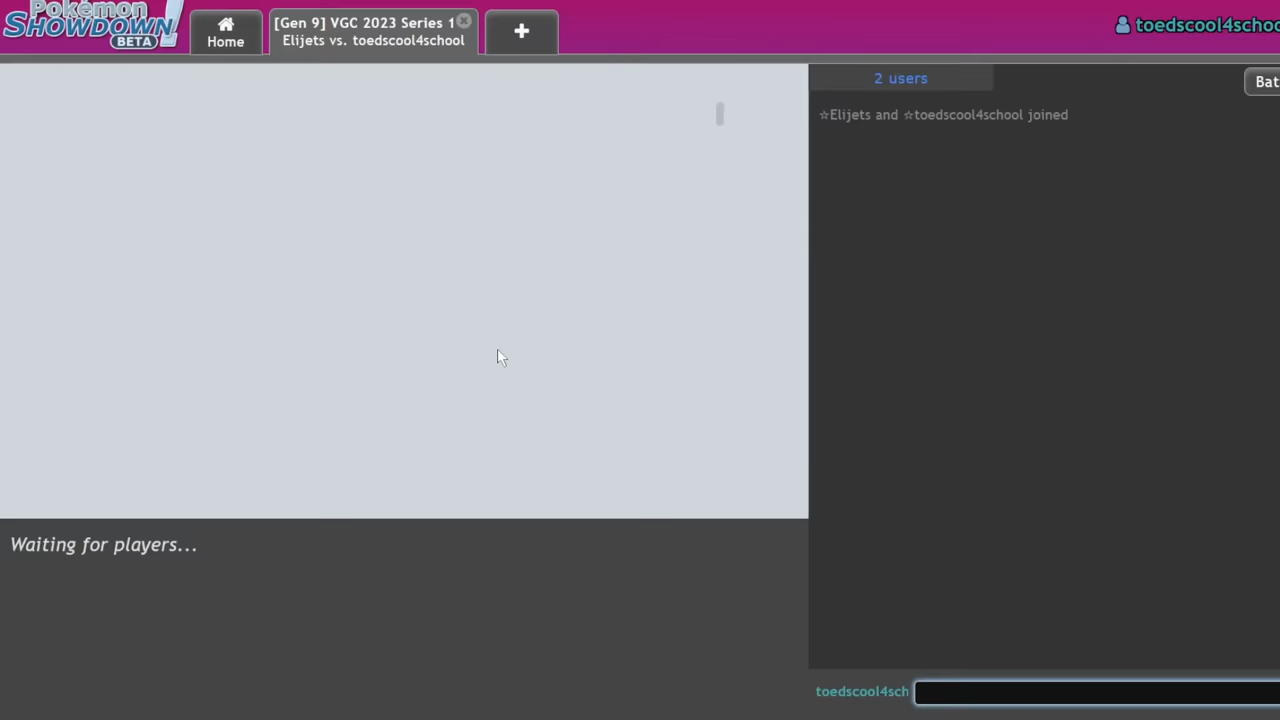 Pokémon
SHOWDOWN!
BETA
Home
[Gen 9] VGC 2023 Series 1
Elijets vs. toedscool4school
toedscool4schoo
2 users
Bat
☆Elijets and ☆toedscool4school joined
Waiting for players...
toedscool4sch